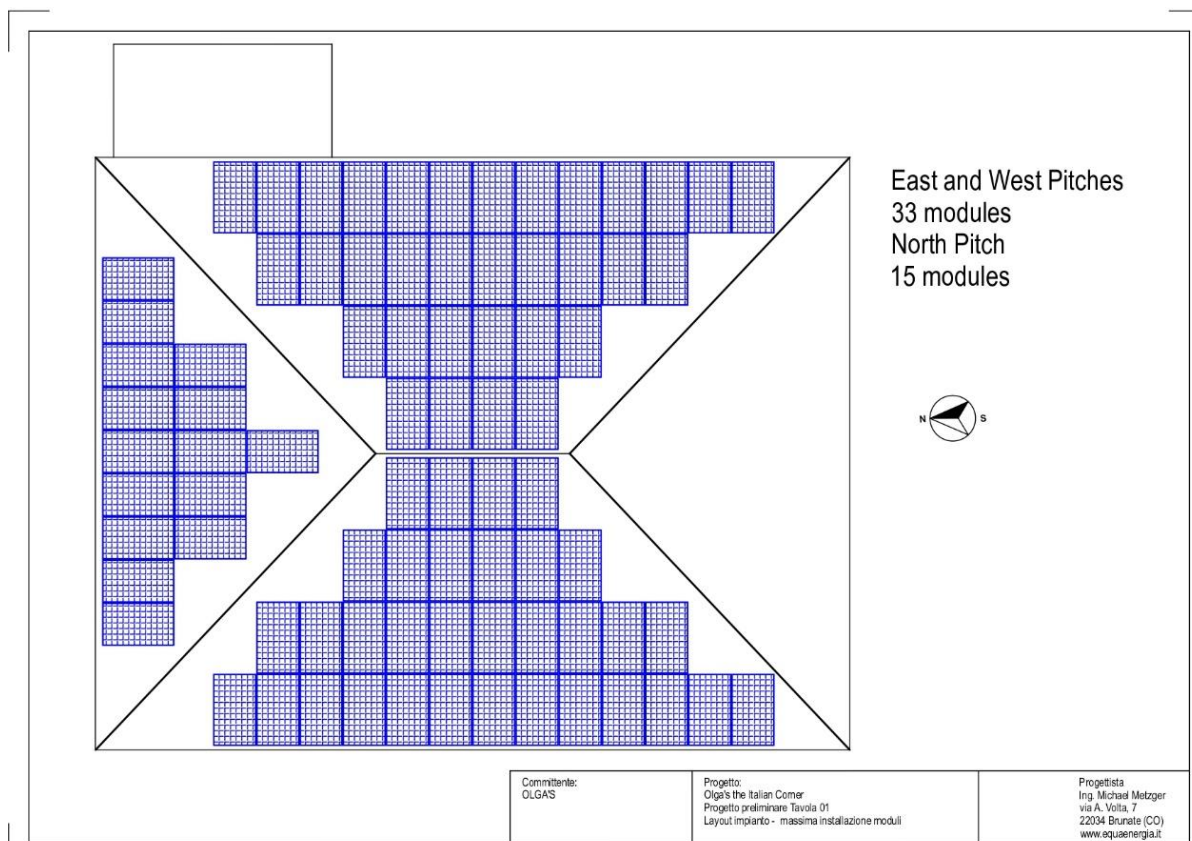 East and West Pitches
33 modules
North Pitch
15 modules
N S
Committente:
OLGA'S
Progetto:
Olga's the Italian Corner
Progetto preliminare Tavola 01
Layout impianto - massima installazione moduli
Progettista
Ing. Michael Metzger
via A. Volta, 7
22034 Brunate (CO)
www.equaenergia.it